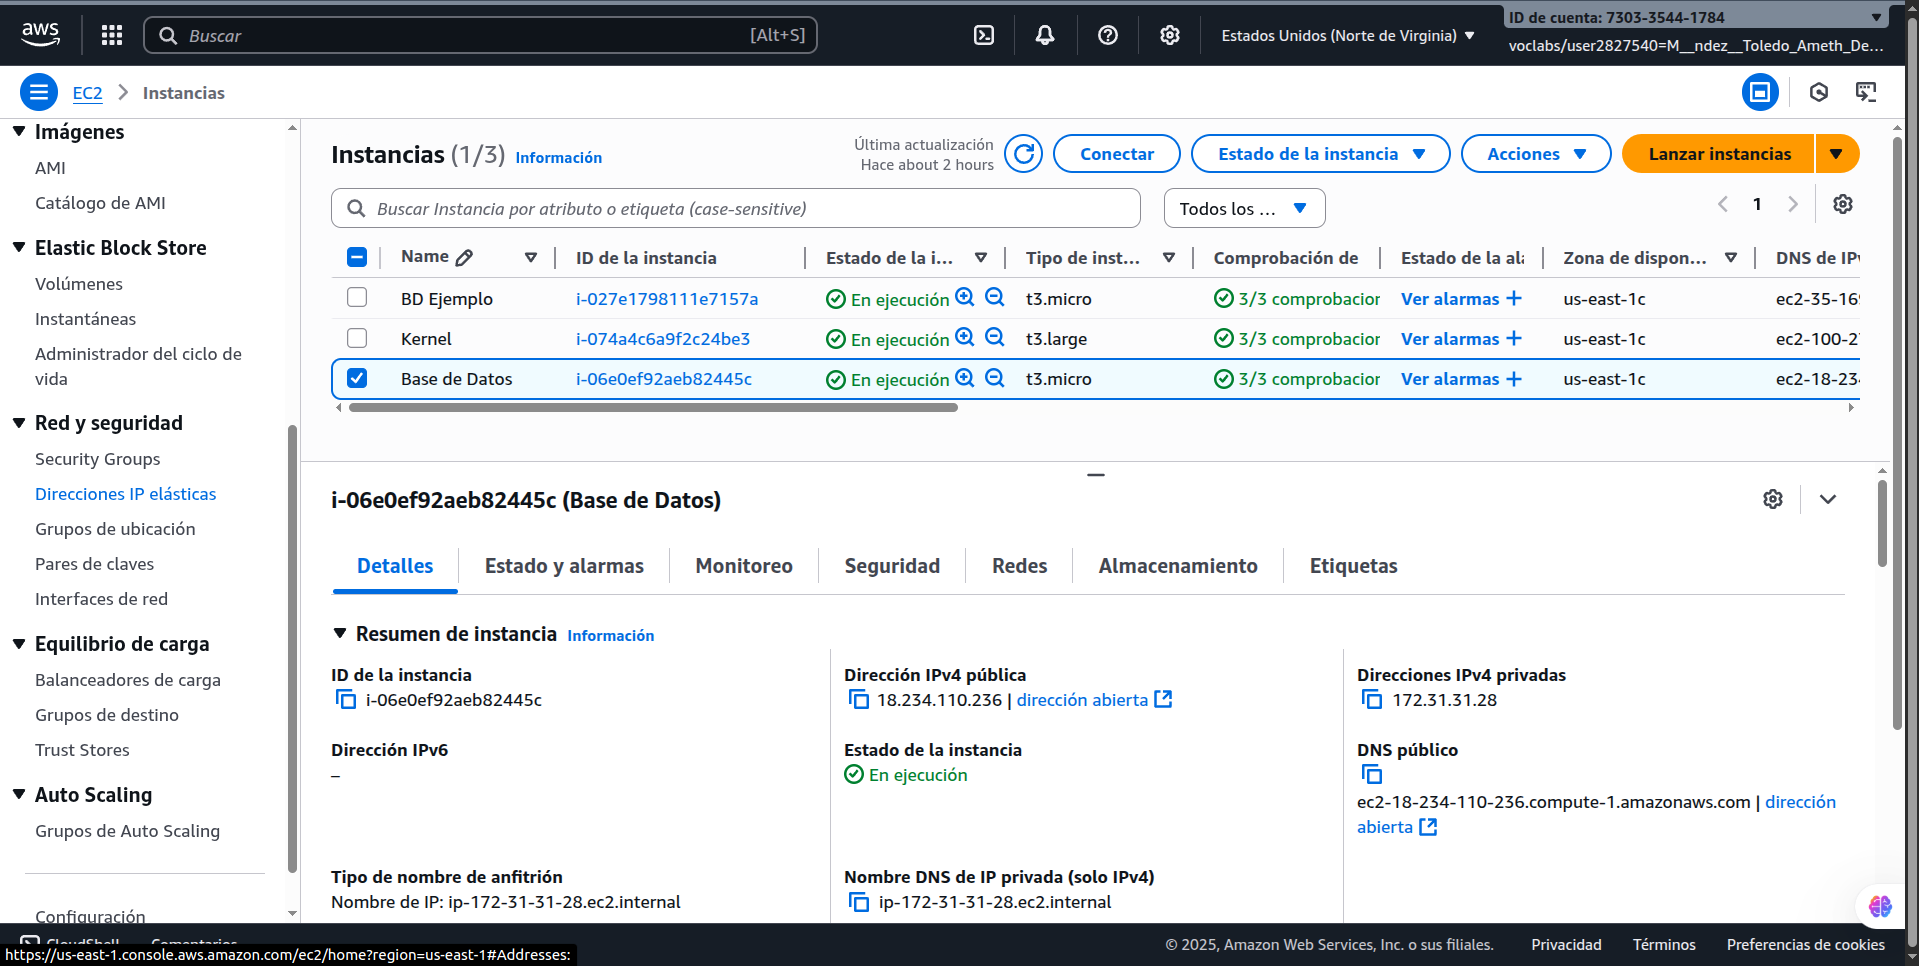 aws
Buscar
[Alt+S]
Estados Unidos (Norte de Virginia)
ID de cuenta: 7303-3544-1784
voclabs/user2827540=M__ndez__Toledo_Ameth_De...
EC2
Instancias
Imágenes
AMI
Catálogo de AMI
Elastic Block Store
Volúmenes
Instantáneas
Administrador del ciclo de
vida
Red y seguridad
Security Groups
Direcciones IP elásticas
Grupos de ubicación
Pares de claves
Interfaces de red
Equilibrio de carga
Balanceadores de carga
Grupos de destino
Trust Stores
Auto Scaling
Grupos de Auto Scaling
Configuración
Instancias (1/3) Información
Última actualización
Hace about 2 hours
Conectar
Estado de la instancia
Acciones
Lanzar instancias
Buscar Instancia por atributo o etiqueta (case-sensitive)
Todos los ...
1
Name ID de la instancia Estado de la i... Tipo de inst... Comprobación de Estado de la ala Zona de dispon... DNS de IPv
BD Ejemplo i-027e1798111e7157a En ejecución t3.micro 3/3 comprobacion Ver alarmas + us-east-1c ec2-35-169
Kernel i-074a4c6a9f2c24be3 En ejecución t3.large 3/3 comprobacion Ver alarmas + us-east-1c ec2-100-2
Base de Datos i-06e0ef92aeb82445c En ejecución t3.micro 3/3 comprobacion Ver alarmas + us-east-1c ec2-18-234
i-06e0ef92aeb82445c (Base de Datos)
Detalles
Estado y alarmas
Monitoreo
Seguridad
Redes
Almacenamiento
Etiquetas
Resumen de instancia Información
ID de la instancia
i-06e0ef92aeb82445c
Dirección IPv4 pública
18.234.110.236 | dirección abierta
Direcciones IPv4 privadas
172.31.31.28
Dirección IPv6
–
Estado de la instancia
En ejecución
DNS público
ec2-18-234-110-236.compute-1.amazonaws.com | dirección
abierta
Tipo de nombre de anfitrión
Nombre de IP: ip-172-31-31-28.ec2.internal
Nombre DNS de IP privada (solo IPv4)
ip-172-31-31-28.ec2.internal
CloudShell Comentarios
https://us-east-1.console.aws.amazon.com/ec2/home?region=us-east-1#Addresses:
© 2025, Amazon Web Services, Inc. o sus filiales.
Privacidad
Términos
Preferencias de cookies